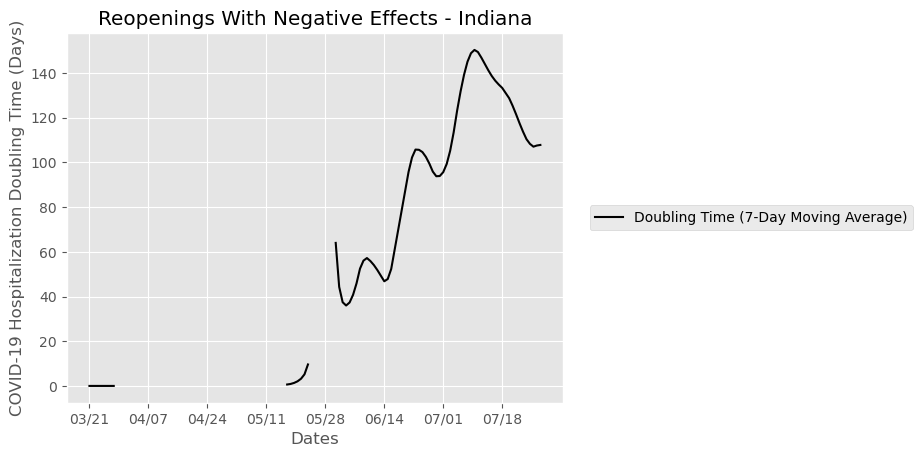 Reopenings With Negative Effects - Indiana
COVID-19 Hospitalization Doubling Time (Days)
140
120
100
80
60
40
20
0
03/21 04/07 04/24 05/11 05/28 06/14 07/01 07/18
Dates
Doubling Time (7-Day Moving Average)